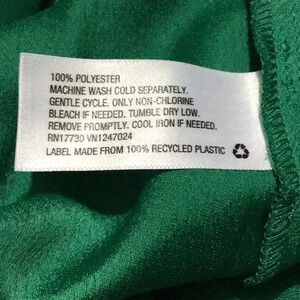 100% POLYESTER
MACHINE WASH COLD SEPARATELY.
GENTLE CYCLE. ONLY NON-CHLORINE
BLEACH IF NEEDED. TUMBLE DRY LOW.
REMOVE PROMPTLY. COOL IRON IF NEEDED.
RN17730 VN1247024
LABEL MADE FROM 100% RECYCLED PLASTIC